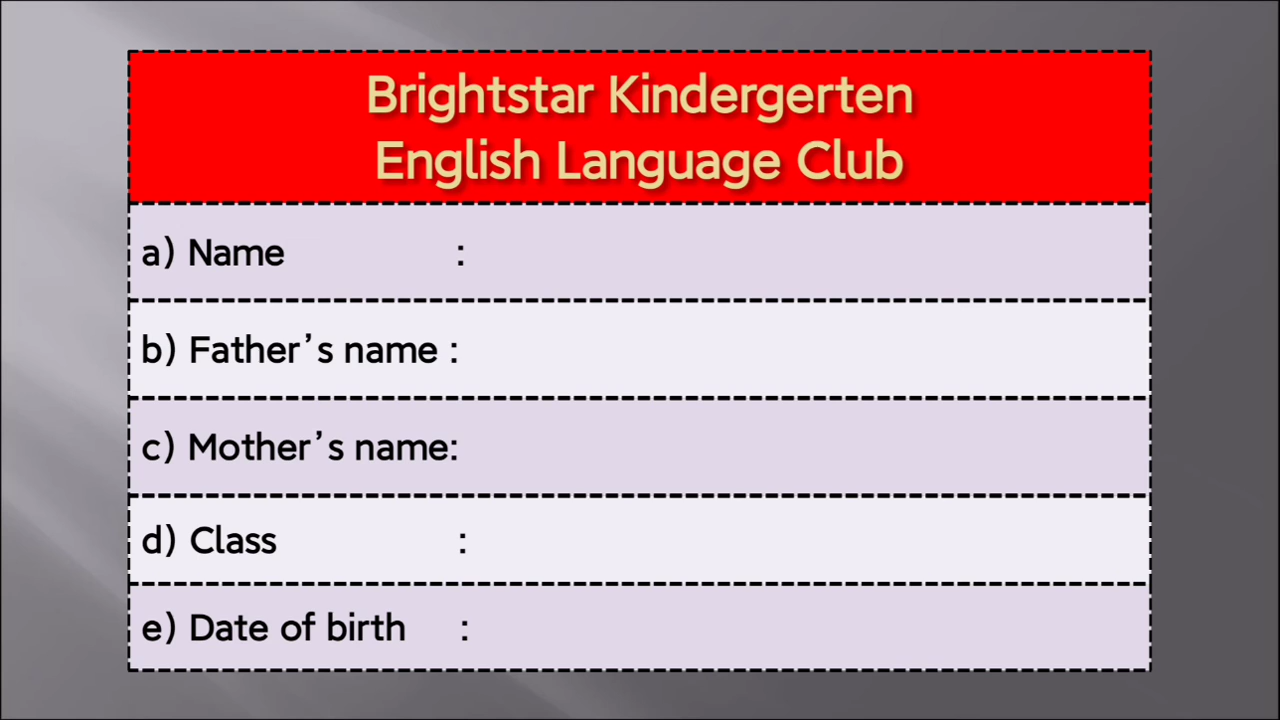 Brightstar Kindergerten
English Language Club
a) Name :
b) Father’s name :
c) Mother’s name:
d) Class :
e) Date of birth :